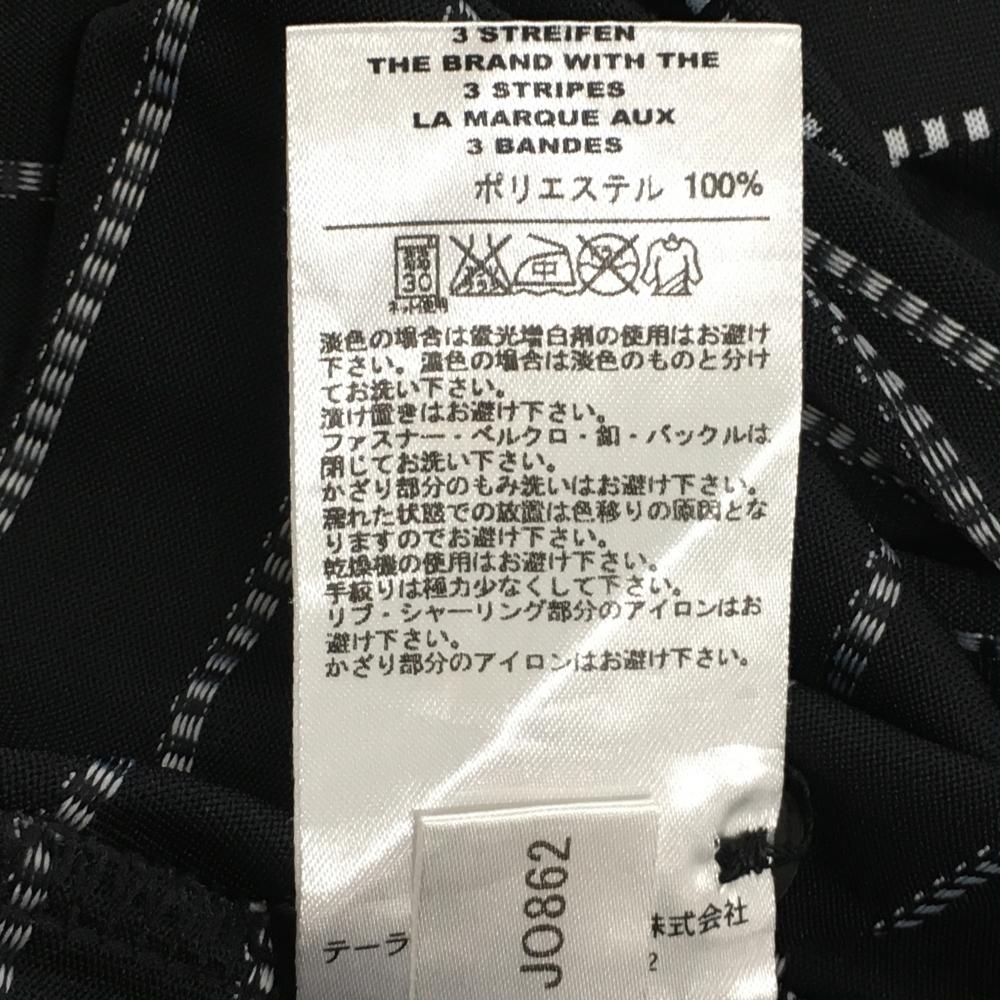 3 STREIFEN
THE BRAND WITH THE
3 STRIPES
LA MARQUE AUX
3 BANDES
ポリエステル 100%
30
ネット使用
淡色の場合は蛍光増白剤の使用はお避け
下さい。濃色の場合は淡色のものと分け
てお洗い下さい。
漬け置きはお避け下さい。
ファスナー・ベルクロ・釦・バックルは
閉じてお洗い下さい。
かざり部分のもみ洗いはお避け下さい。
濡れた状態での放置は色移りの原因とな
りますのでお避け下さい。
乾燥機の使用はお避け下さい。
手絞りは極力少なくして下さい。
リブ・シャーリング部分のアイロンはお
避け下さい。
かざり部分のアイロンはお避け下さい。
JO862
テーラ
株式会社
2